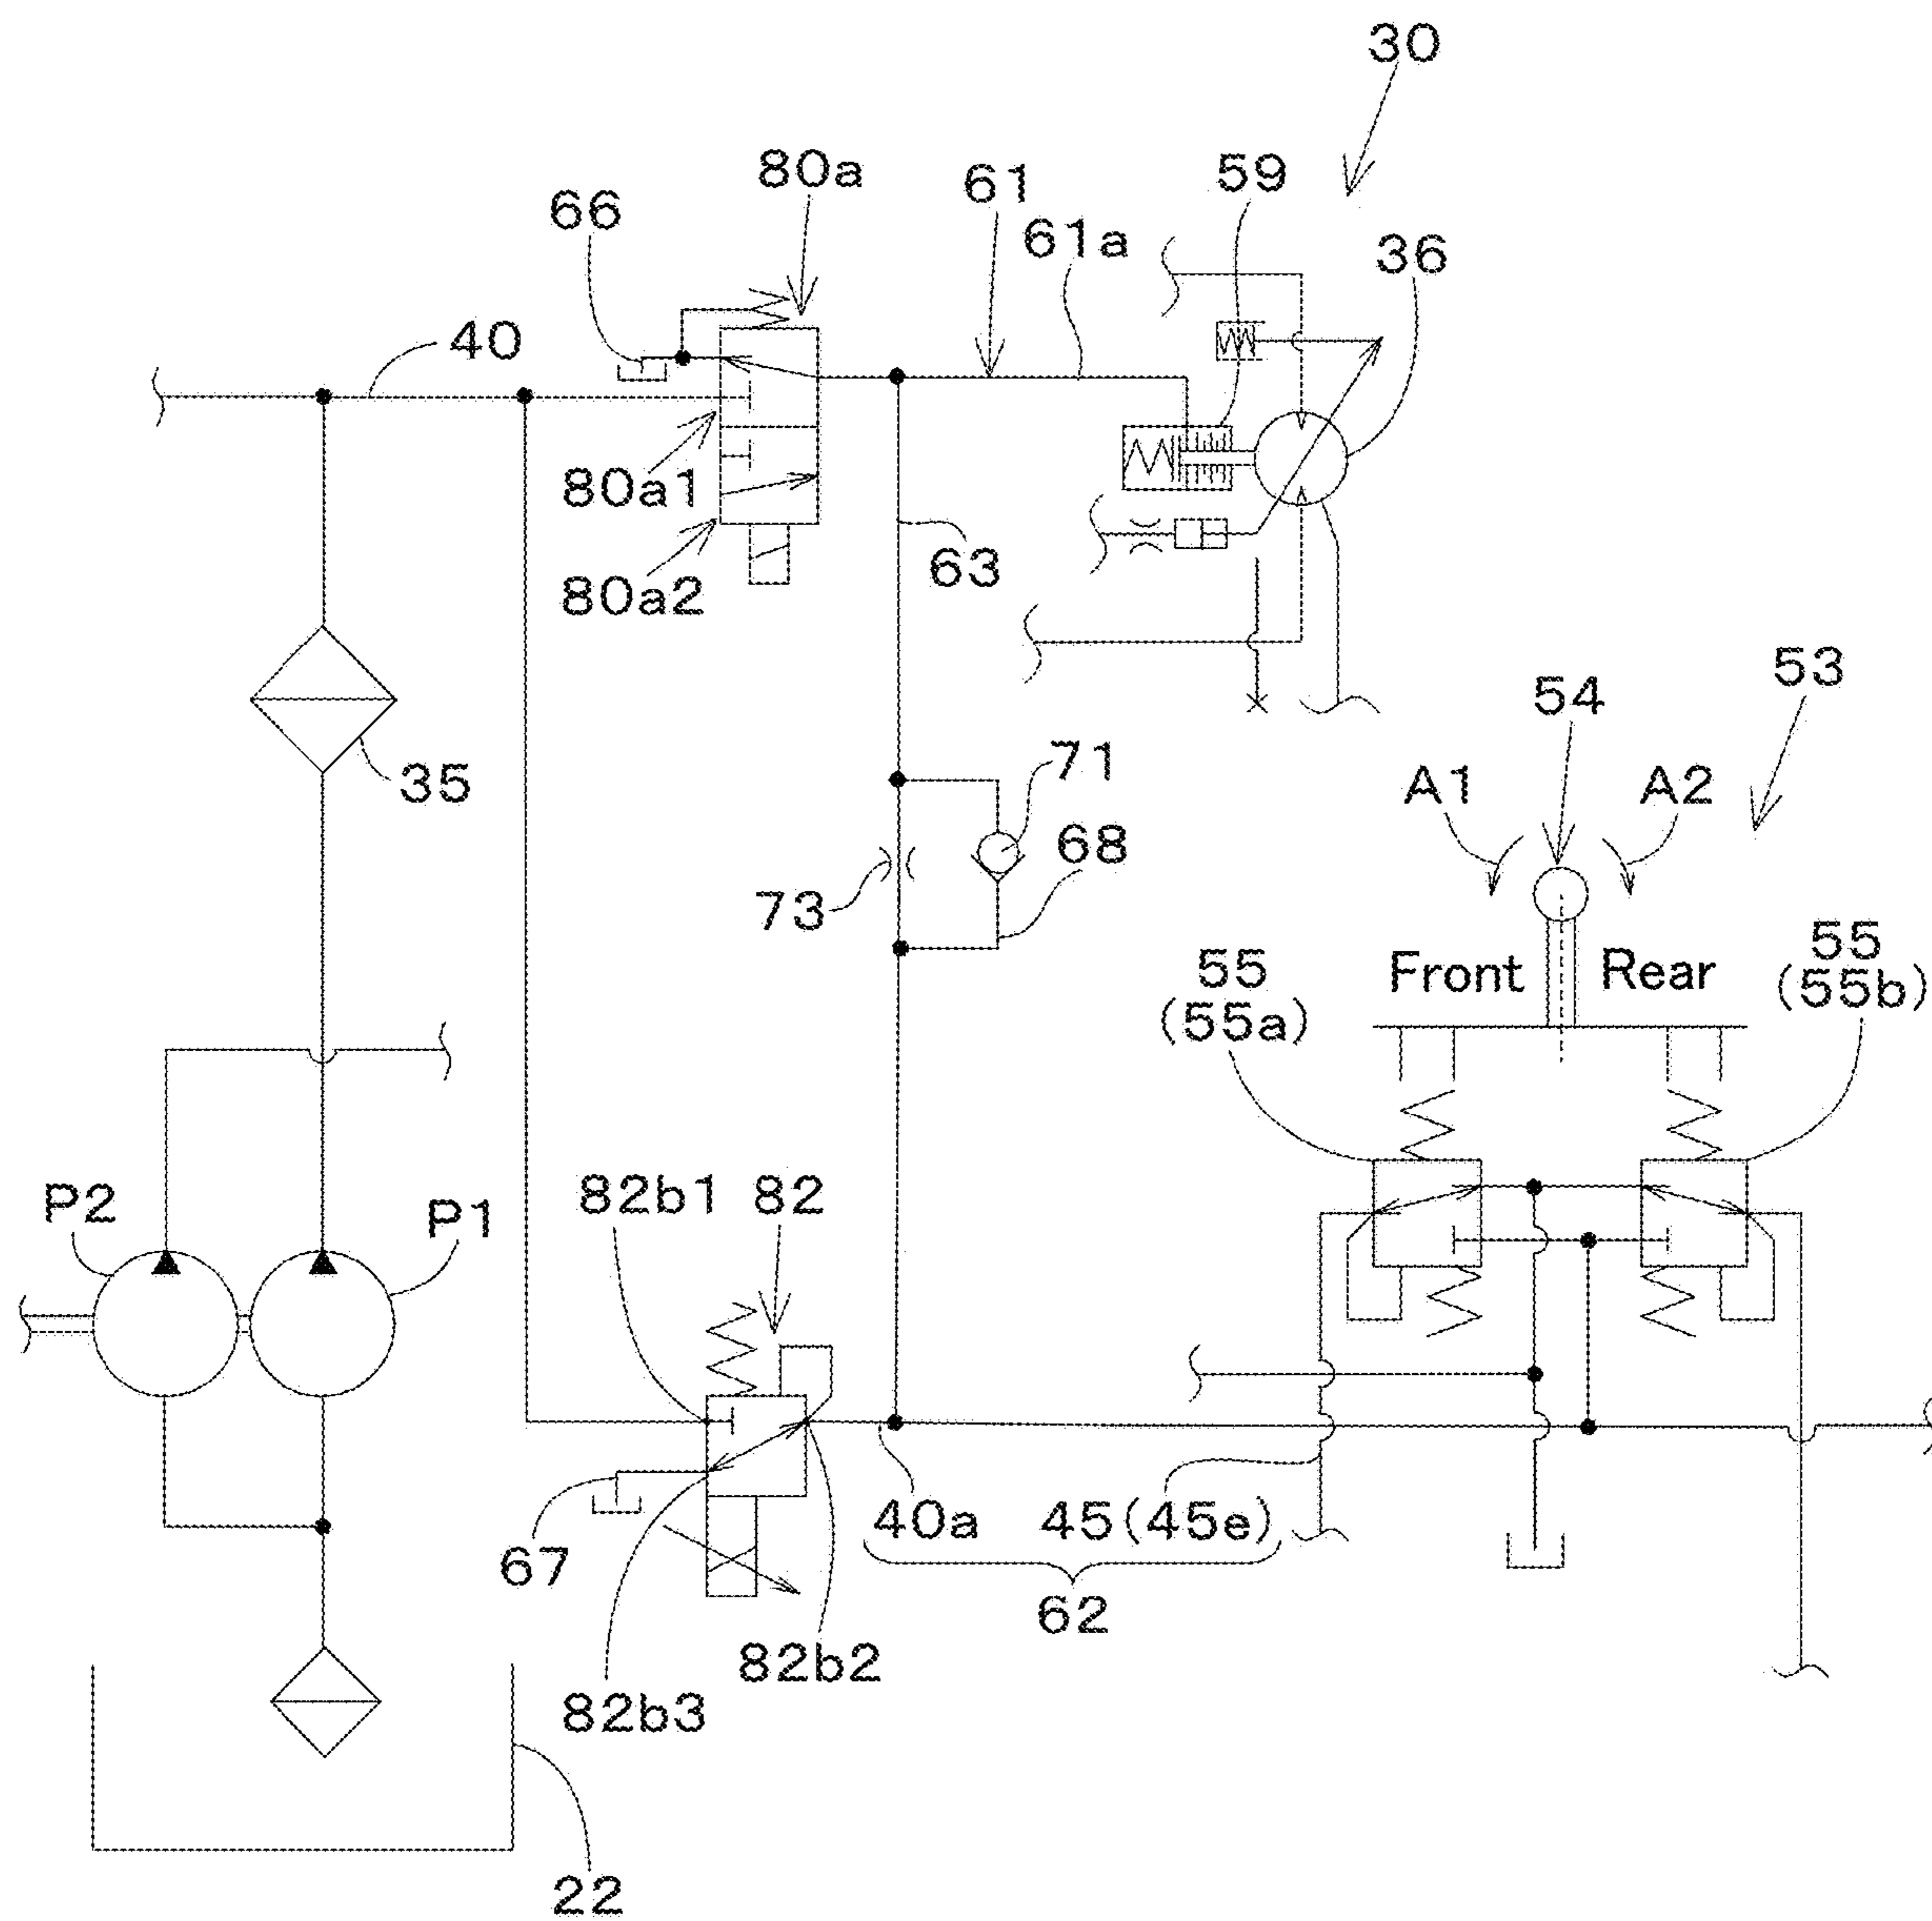 30
80a
66
61
59
61a
36
40
80a1
63
80a2
53
54
71
35
A1
A2
68
73
55
(55a)
Front
Rear
55
(55b)
82b1
82
P2
P1
40a
45(45e)
67
62
82b2
82b3
22